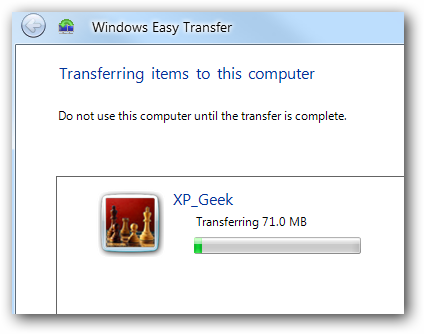 Windows Easy Transfer
Transferring items to this computer
Do not use this computer until the transfer is complete.
XP_Geek
Transferring 71.0 MB